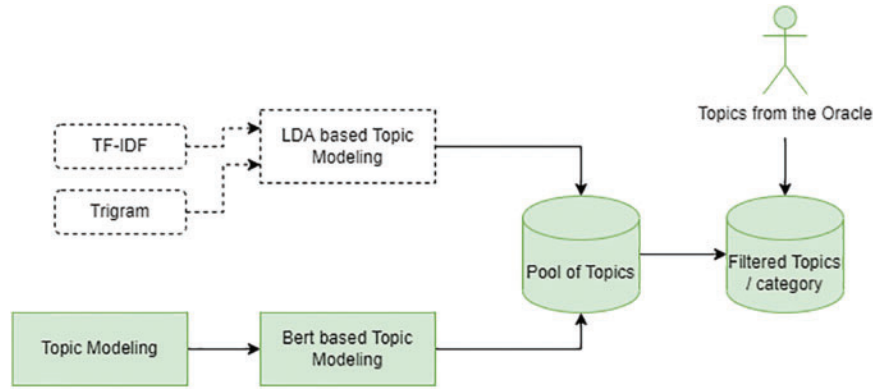 Topics from the Oracle
TF-IDF
LDA based Topic
Modeling
Trigram
Pool of Topics
Filtered Topics
/ category
Topic Modeling
Bert based Topic
Modeling